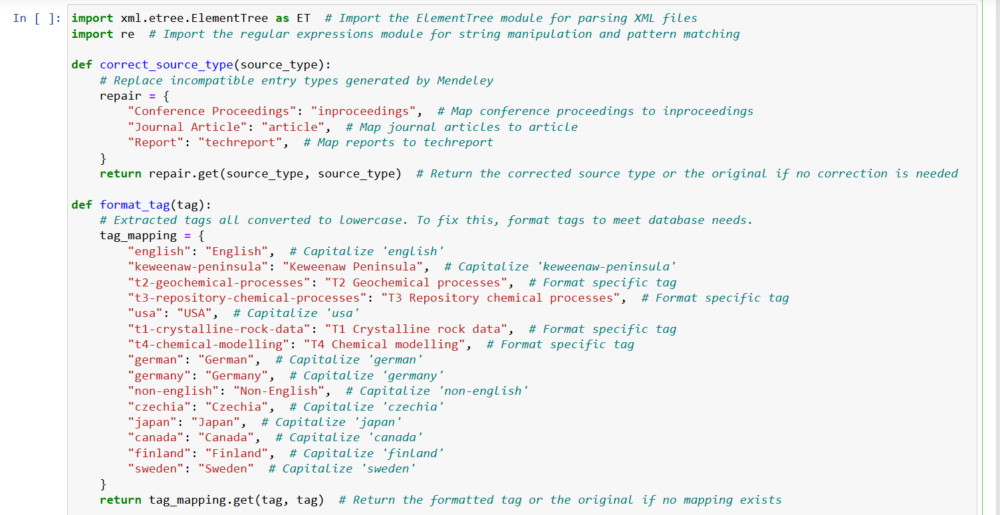 In [ ]: import xml.etree.ElementTree as ET  # Import the ElementTree module for parsing XML files
import re  # Import the regular expressions module for string manipulation and pattern matching

def correct_source_type(source_type):
    # Replace incompatible entry types generated by Mendeley
    repair = {
        "Conference Proceedings": "inproceedings",  # Map conference proceedings to inproceedings
        "Journal Article": "article",  # Map journal articles to article
        "Report": "techreport",  # Map reports to techreport
    }
    return repair.get(source_type, source_type)  # Return the corrected source type or the original if no correction is needed

def format_tag(tag):
    # Extracted tags all converted to lowercase. To fix this, format tags to meet database needs.
    tag_mapping = {
        "english": "English",  # Capitalize 'english'
        "keweenaw-peninsula": "Keweenaw Peninsula",  # Capitalize 'keweenaw-peninsula'
        "t2-geochemical-processes": "T2 Geochemical processes",  # Format specific tag
        "t3-repository-chemical-processes": "T3 Repository chemical processes",  # Format specific tag
        "usa": "USA",  # Capitalize 'usa'
        "t1-crystalline-rock-data": "T1 Crystalline rock data",  # Format specific tag
        "t4-chemical-modelling": "T4 Chemical modelling",  # Format specific tag
        "german": "German",  # Capitalize 'german'
        "germany": "Germany",  # Capitalize 'germany'
        "non-english": "Non-English",  # Capitalize 'non-english'
        "czechia": "Czechia",  # Capitalize 'czechia'
        "japan": "Japan",  # Capitalize 'japan'
        "canada": "Canada",  # Capitalize 'canada'
        "finland": "Finland",  # Capitalize 'finland'
        "sweden": "Sweden"  # Capitalize 'sweden'
    }
    return tag_mapping.get(tag, tag)  # Return the formatted tag or the original if no mapping exists